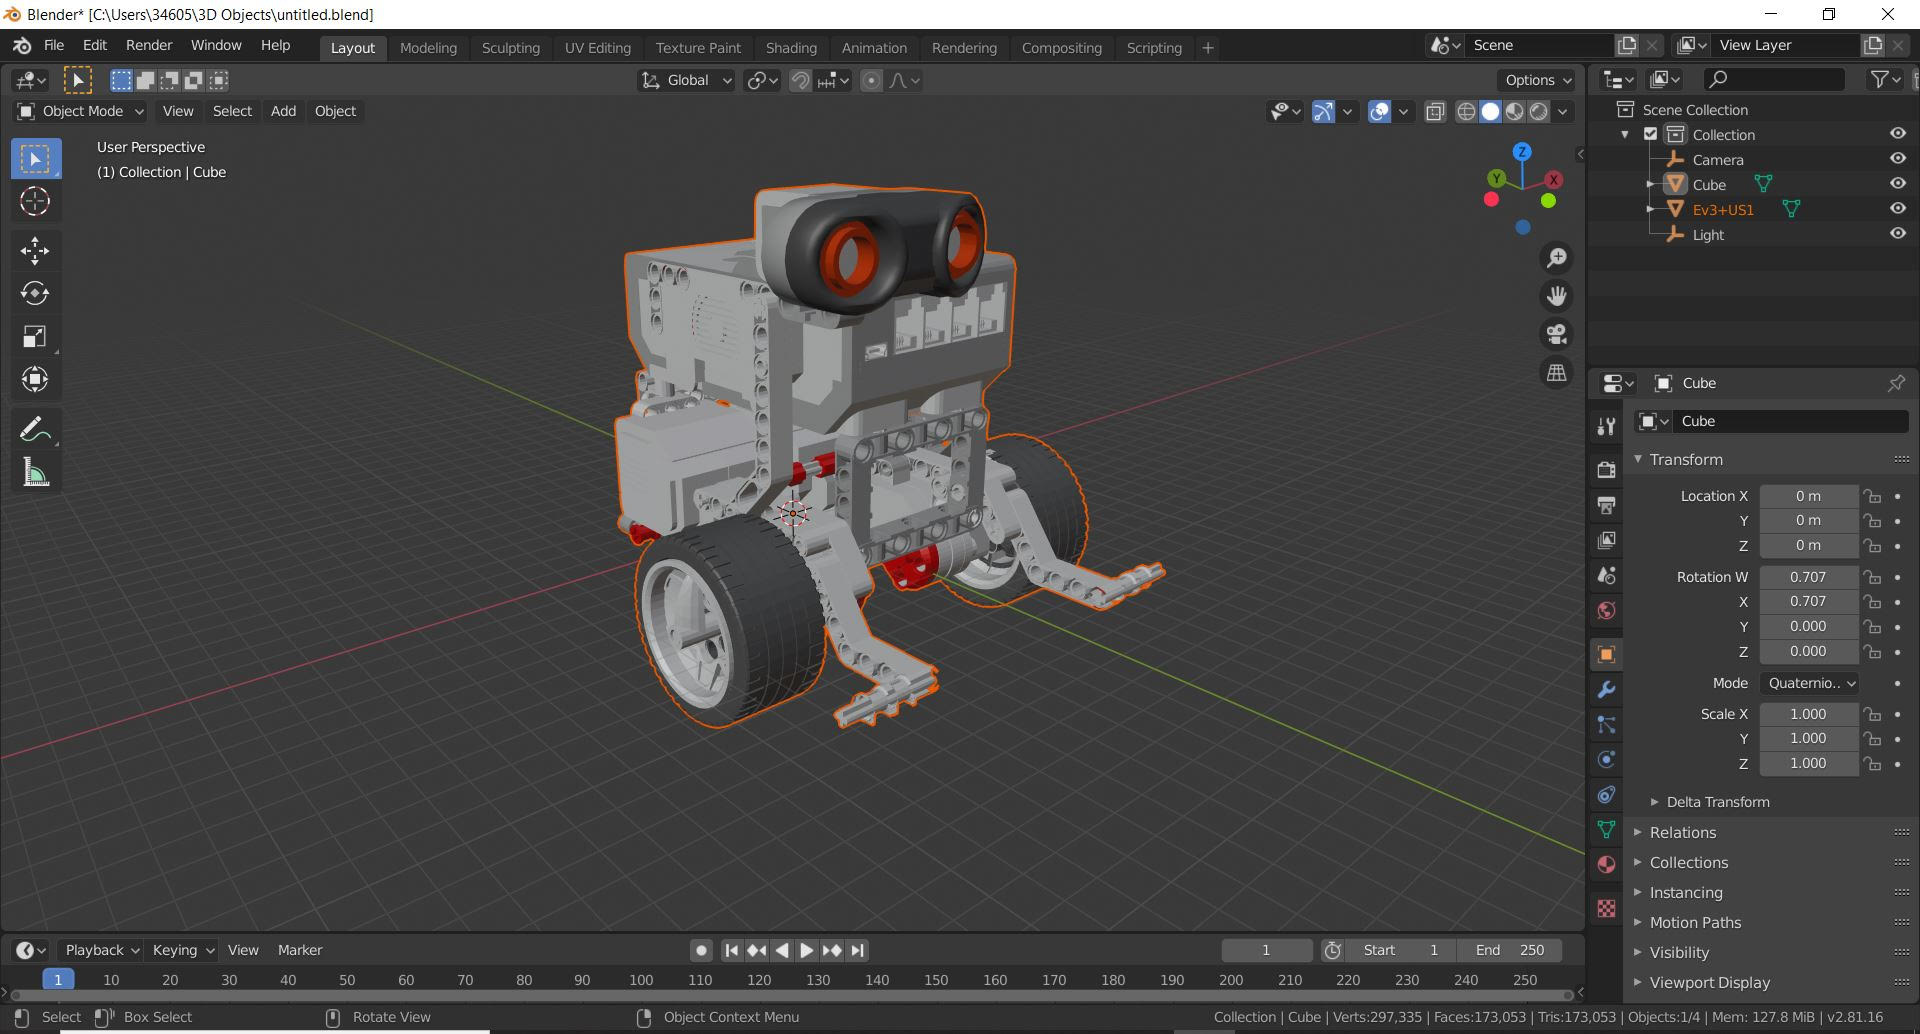 Blender* [C:\Users\34605\3D Objects\untitled.blend]
File Edit Render Window Help Layout Modeling Sculpting UV Editing Texture Paint Shading Animation Rendering Compositing Scripting + Scene View Layer
Global Options
Object Mode View Select Add Object
User Perspective
(1) Collection | Cube
Z
Y X
Scene Collection
Collection
Camera
Cube
Ev3+US1
Light
Cube
Cube
Transform
Location X 0 m
Y 0 m
Z 0 m
Rotation W 0.707
X 0.707
Y 0.000
Z 0.000
Mode Quaternio..
Scale X 1.000
Y 1.000
Z 1.000
Delta Transform
Relations
Collections
Instancing
Motion Paths
Visibility
Viewport Display
Playback Keying View Marker 1 Start 1 End 250
1 10 20 30 40 50 60 70 80 90 100 110 120 130 140 150 160 170 180 190 200 210 220 230 240 250
Select Box Select Rotate View Object Context Menu Collection | Cube | Verts:297,335 | Faces:173,053 | Tris:173,053 | Objects:1/4 | Mem: 127.8 MiB | v2.81.16